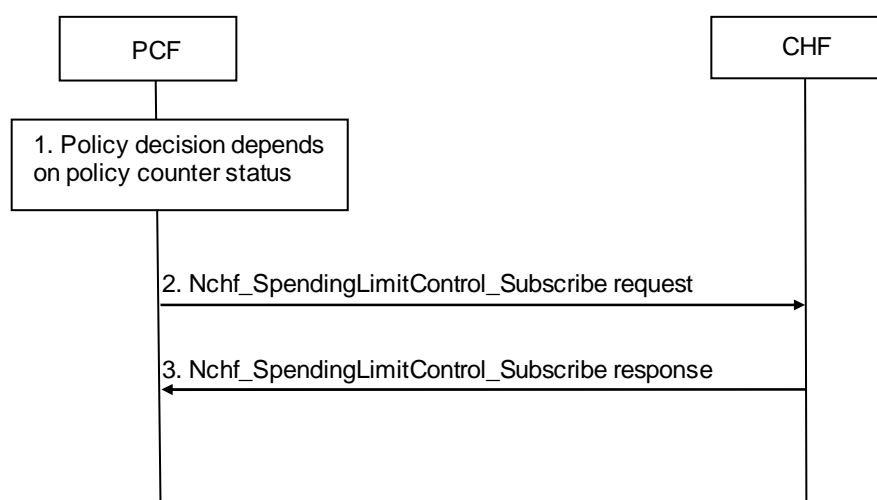 PCF
CHF
1. Policy decision depends
on policy counter status
2. Nchf_SpendingLimitControl_Subscribe request
3. Nchf_SpendingLimitControl_Subscribe response